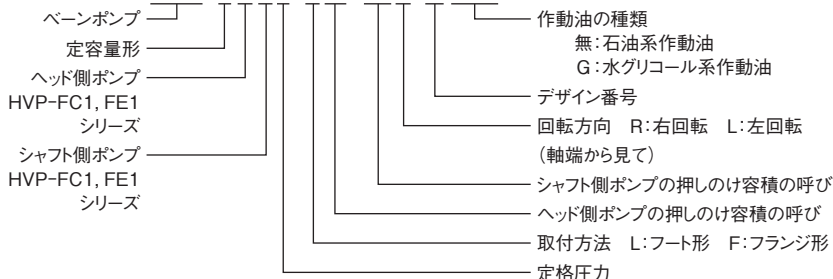 ベーンポンプ
定容量形
ヘッド側ポンプ
HVP-FC1, FE1
シリーズ
シャフト側ポンプ
HVP-FC1, FE1
シリーズ
作動油の種類
無：石油系作動油
G：水グリコール系作動油
デザイン番号
回転方向　R：右回転　L：左回転
（軸端から見て）
シャフト側ポンプの押しのけ容積の呼び
ヘッド側ポンプの押しのけ容積の呼び
取付方法　L：フート形　F：フランジ形
定格圧力